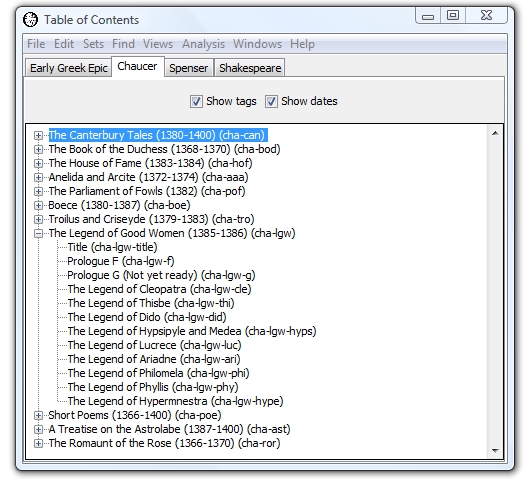 Table of Contents
File Edit Sets Find Views Analysis Windows Help
Early Greek Epic Chaucer Spenser Shakespeare
Show tags Show dates
The Canterbury Tales (1380-1400) (cha-can)
The Book of the Duchess (1368-1370) (cha-bod)
The House of Fame (1383-1384) (cha-hof)
Anelida and Arcite (1372-1374) (cha-aaa)
The Parliament of Fowls (1382) (cha-pof)
Boece (1380-1387) (cha-boe)
Troilus and Criseyde (1379-1383) (cha-tro)
The Legend of Good Women (1385-1386) (cha-lgw)
Title (cha-lgw-title)
Prologue F (cha-lgw-f)
Prologue G (Not yet ready) (cha-lgw-g)
The Legend of Cleopatra (cha-lgw-cle)
The Legend of Thisbe (cha-lgw-thi)
The Legend of Dido (cha-lgw-did)
The Legend of Hypsipyle and Medea (cha-lgw-hyps)
The Legend of Lucrece (cha-lgw-luc)
The Legend of Ariadne (cha-lgw-ari)
The Legend of Philomela (cha-lgw-phi)
The Legend of Phyllis (cha-lgw-phy)
The Legend of Hypermnestra (cha-lgw-hype)
Short Poems (1366-1400) (cha-poe)
A Treatise on the Astrolabe (1387-1400) (cha-ast)
The Romaunt of the Rose (1366-1370) (cha-ror)